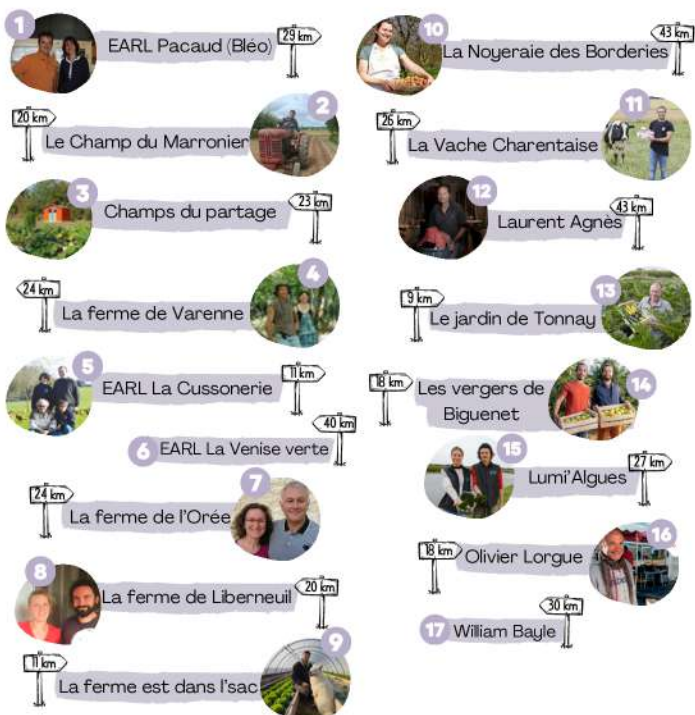 1
EARL Pacaud (Bléo)
29 km
20 km
Le Champ du Marronier
2
3
Champs du partage
23 km
24 km
La ferme de Varenne
4
5
EARL La Cussonerie
11 km
6
EARL La Venise verte
40 km
24 km
La ferme de l'Orée
7
8
La ferme de Liberneuil
20 km
11 km
La ferme est dans l'sac
9
10
La Noyeraie des Borderies
43 km
26 km
La Vache Charentaise
11
12
Laurent Agnès
43 km
9 km
Le jardin de Tonnay
13
18 km
Les vergers de
Biguenet
14
15
Lumi'Algues
27 km
18 km
Olivier Lorgue
16
17
William Bayle
30 km